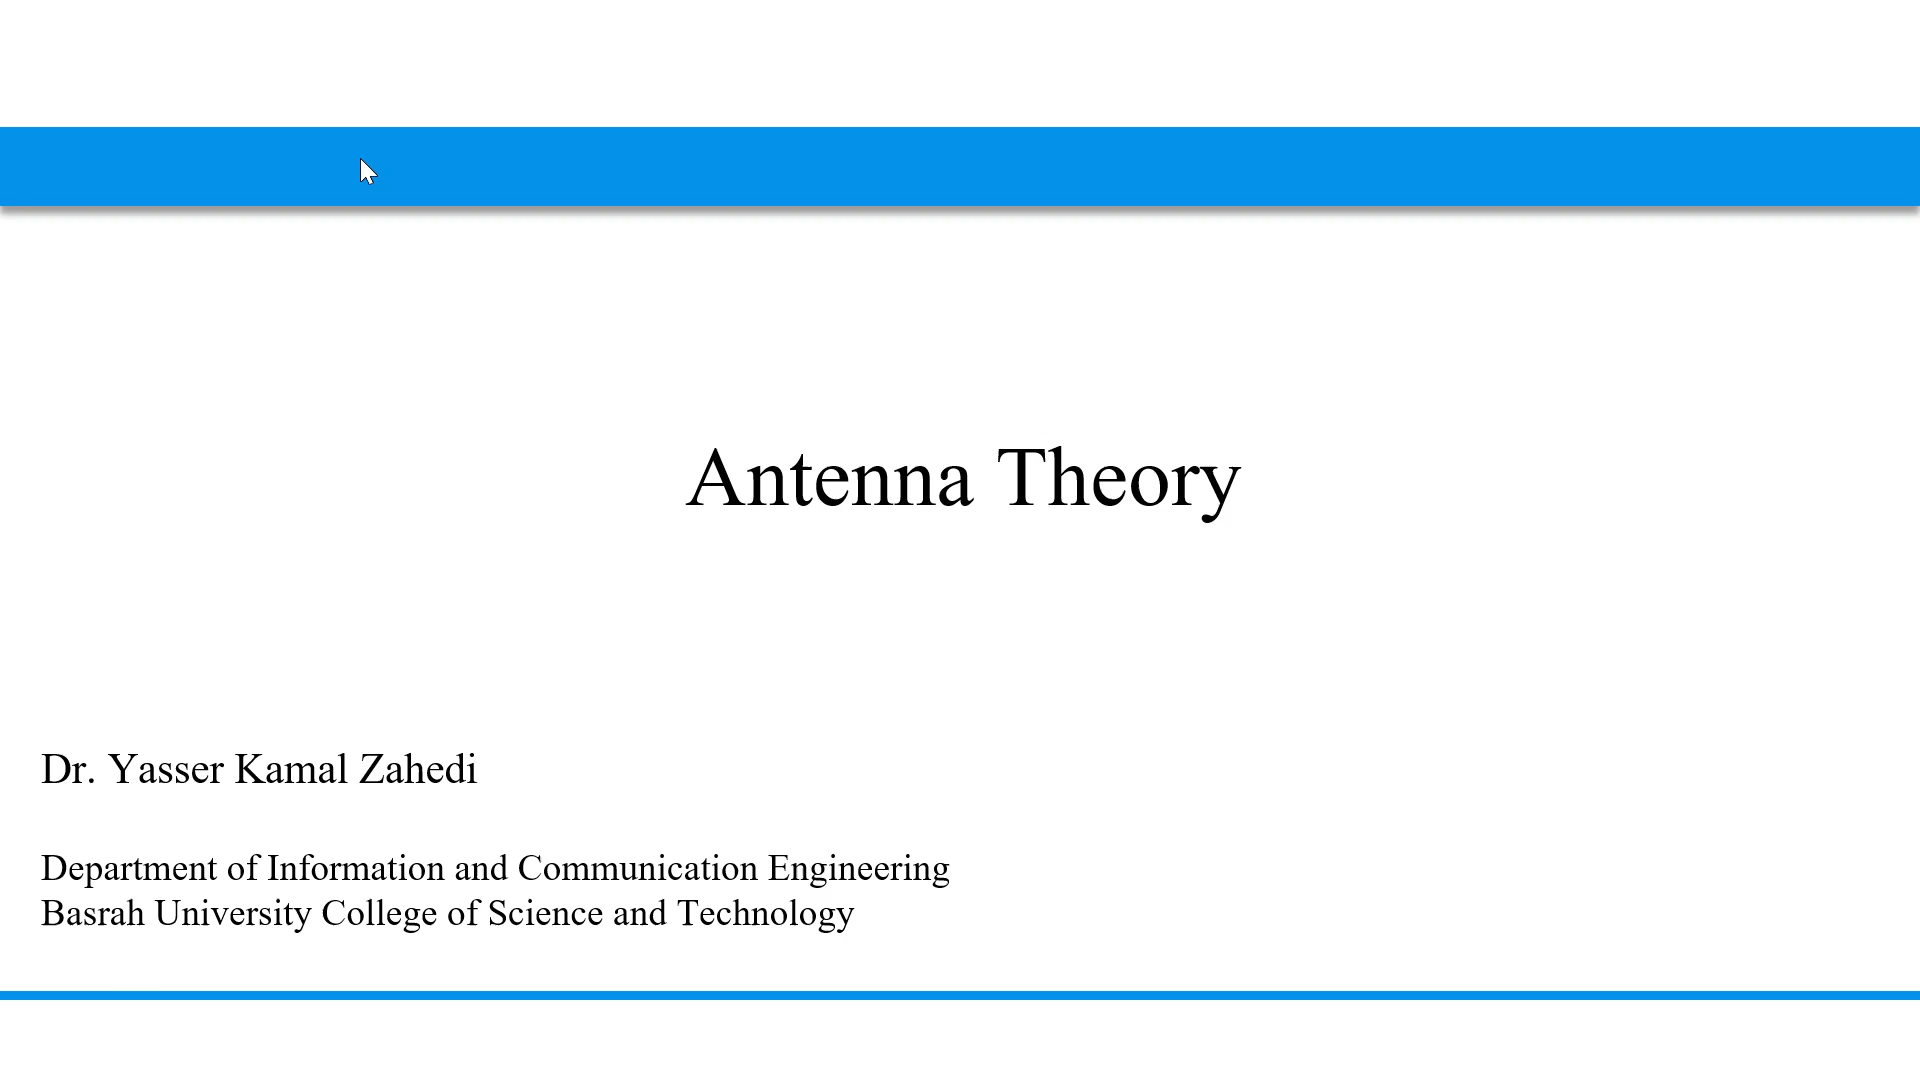 Antenna Theory
Dr. Yasser Kamal Zahedi
Department of Information and Communication Engineering
Basrah University College of Science and Technology